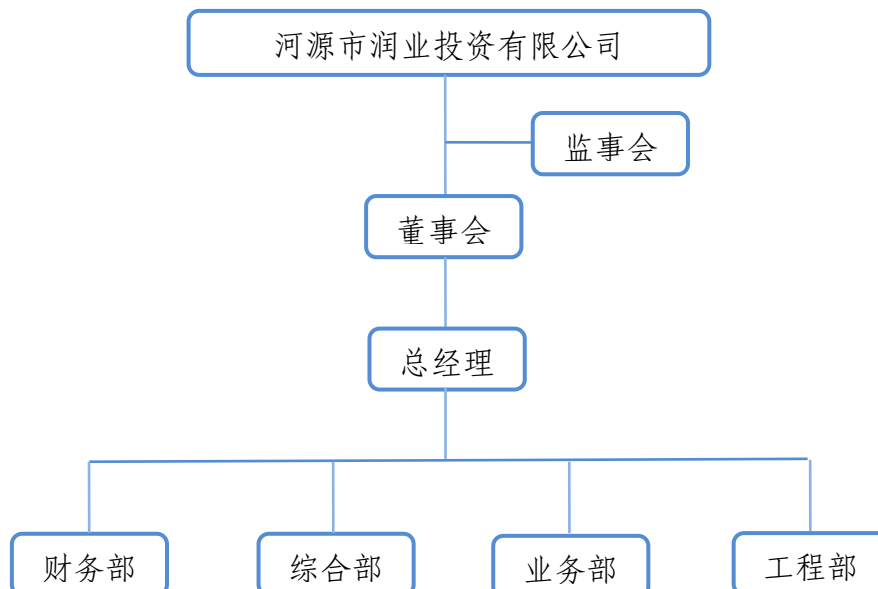 河源市润业投资有限公司
监事会
董事会
总经理
财务部
综合部
业务部
工程部